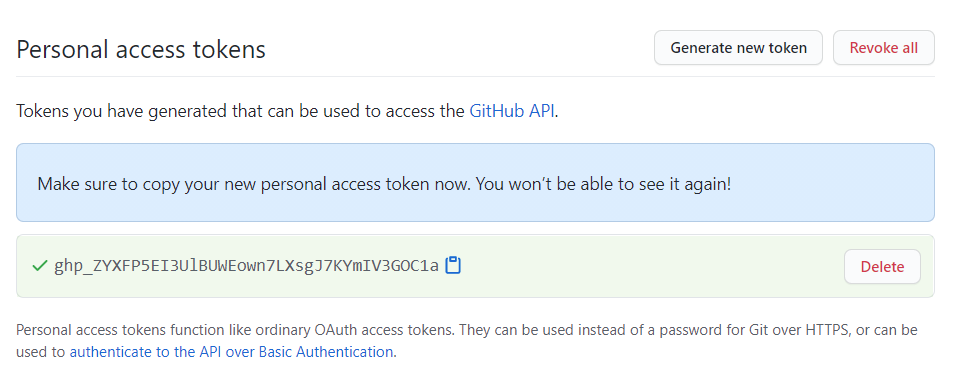 Personal access tokens
Generate new token
Revoke all
Tokens you have generated that can be used to access the GitHub API.
Make sure to copy your new personal access token now. You won't be able to see it again!
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
Delete
Personal access tokens function like ordinary OAuth access tokens. They can be used instead of a password for Git over HTTPS, or can be
used to authenticate to the API over Basic Authentication.